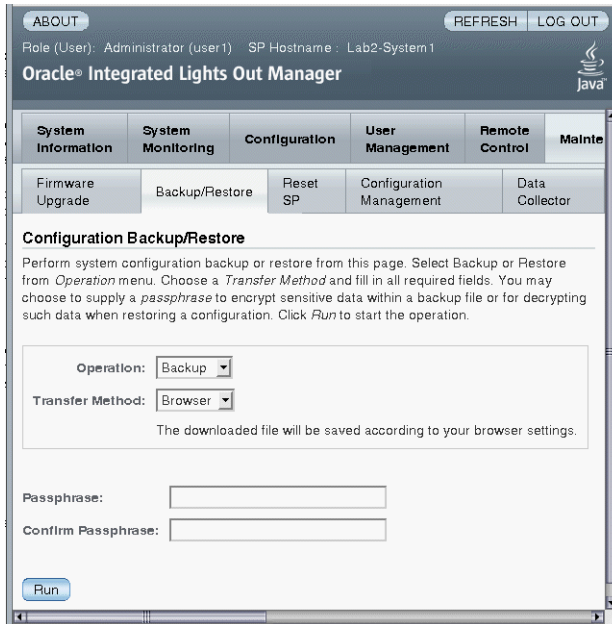 ABOUT
REFRESH
LOG OUT
Role (User): Administrator (user1) SP Hostname : Lab2-System1
Oracle® Integrated Lights Out Manager
Java
System Information
System Monitoring
Configuration
User Management
Remote Control
Mainte
Firmware Upgrade
Backup/Restore
Reset SP
Configuration Management
Data Collector
Configuration Backup/Restore
Perform system configuration backup or restore from this page. Select Backup or Restore
from Operation menu. Choose a Transfer Method and fill in all required fields. You may
choose to supply a passphrase to encrypt sensitive data within a backup file or for decrypting
such data when restoring a configuration. Click Run to start the operation.
Operation: Backup
Transfer Method: Browser
The downloaded file will be saved according to your browser settings.
Passphrase:
Confirm Passphrase:
Run